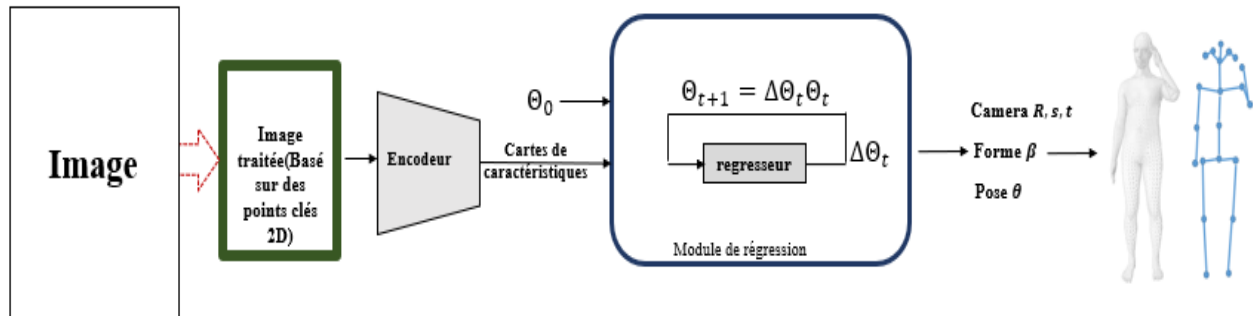 Image
Image
traitée(Basé
sur des
points clés
2D)
Encodeur
Θ₀
Cartes de
caractéristiques
Θₜ₊₁ = ΔΘₜΘₜ
regresseur
ΔΘₜ
Module de régression
Camera R, s, t
Forme β
Pose θ